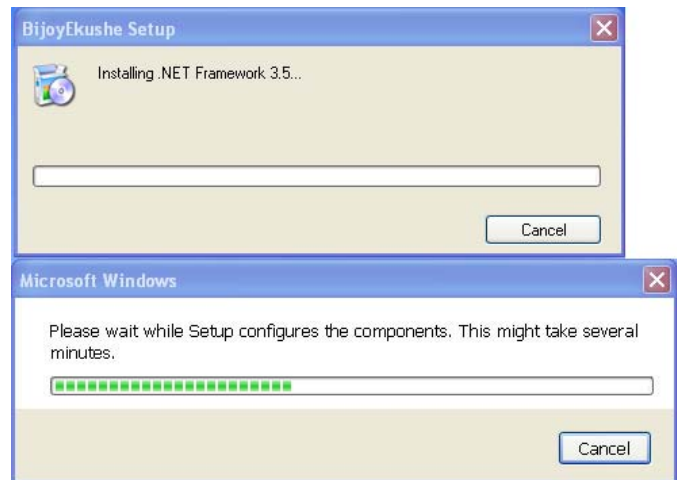 BijoyEkushe Setup
Installing .NET Framework 3.5...
Cancel
Microsoft Windows
Please wait while Setup configures the components. This might take several
minutes.
Cancel